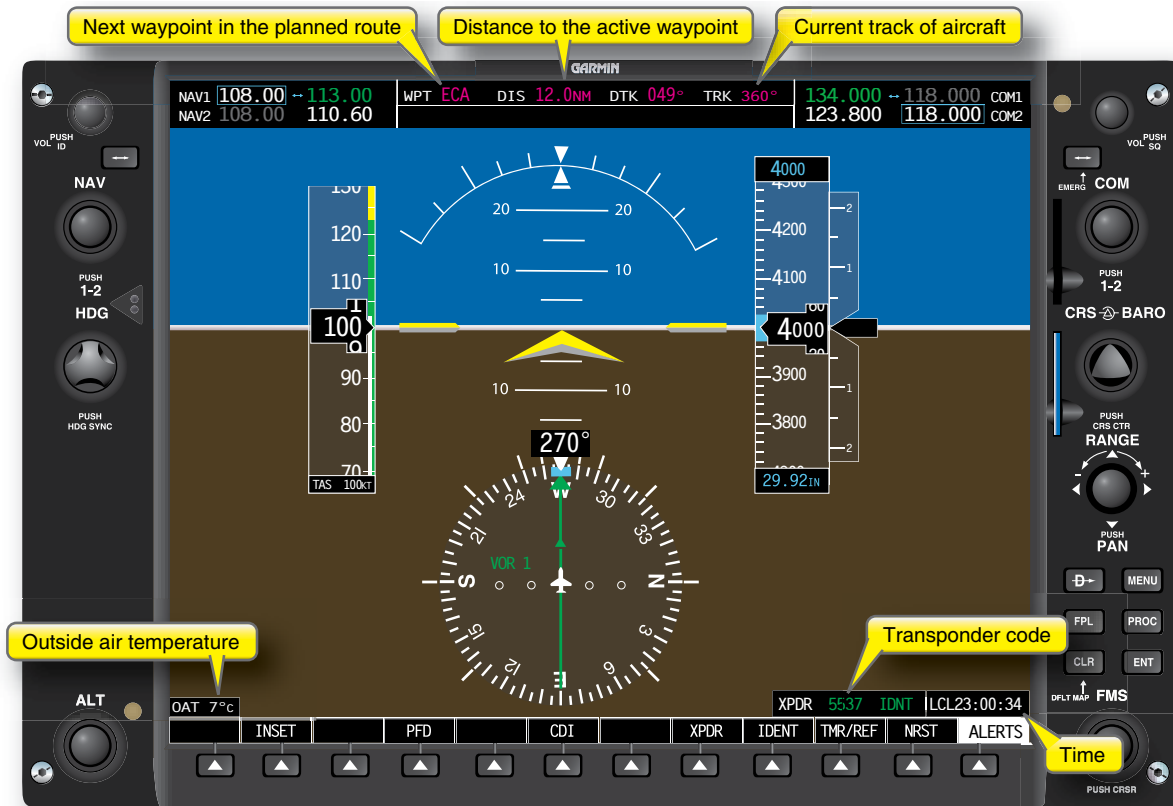 Next waypoint in the planned route
Distance to the active waypoint
Current track of aircraft
GARMIN
NAV1 108.00 ↔ 113.00
NAV2 108.00 110.60
WPT ECA DIS 12.0NM DTK 049° TRK 360°
134.000 ↔ 118.000 COM1
123.800 118.000 COM2
VOL PUSH ID
VOL PUSH SQ
NAV
EMERG
COM
PUSH
1-2
HDG
PUSH
HDG SYNC
PUSH
1-2
CRS BARO
PUSH
CRS CTR
RANGE
- +
PUSH
PAN
130
120
110
100
90
80
70
TAS 100KT
20 20
10 10
10 10
4000
4300
4200
4100
4000
60
20
3900
3800
29.92IN
2
1
1
2
270°
W
30
33
N
3
6
E
12
15
S
21
24
VOR 1
D
MENU
FPL
PROC
CLR
ENT
DFLT MAP
FMS
PUSH CRSR
Outside air temperature
Transponder code
ALT
OAT 7°C
XPDR 5537 IDNT LCL23:00:34
INSET PFD CDI XPDR IDENT TMR/REF NRST ALERTS
Time